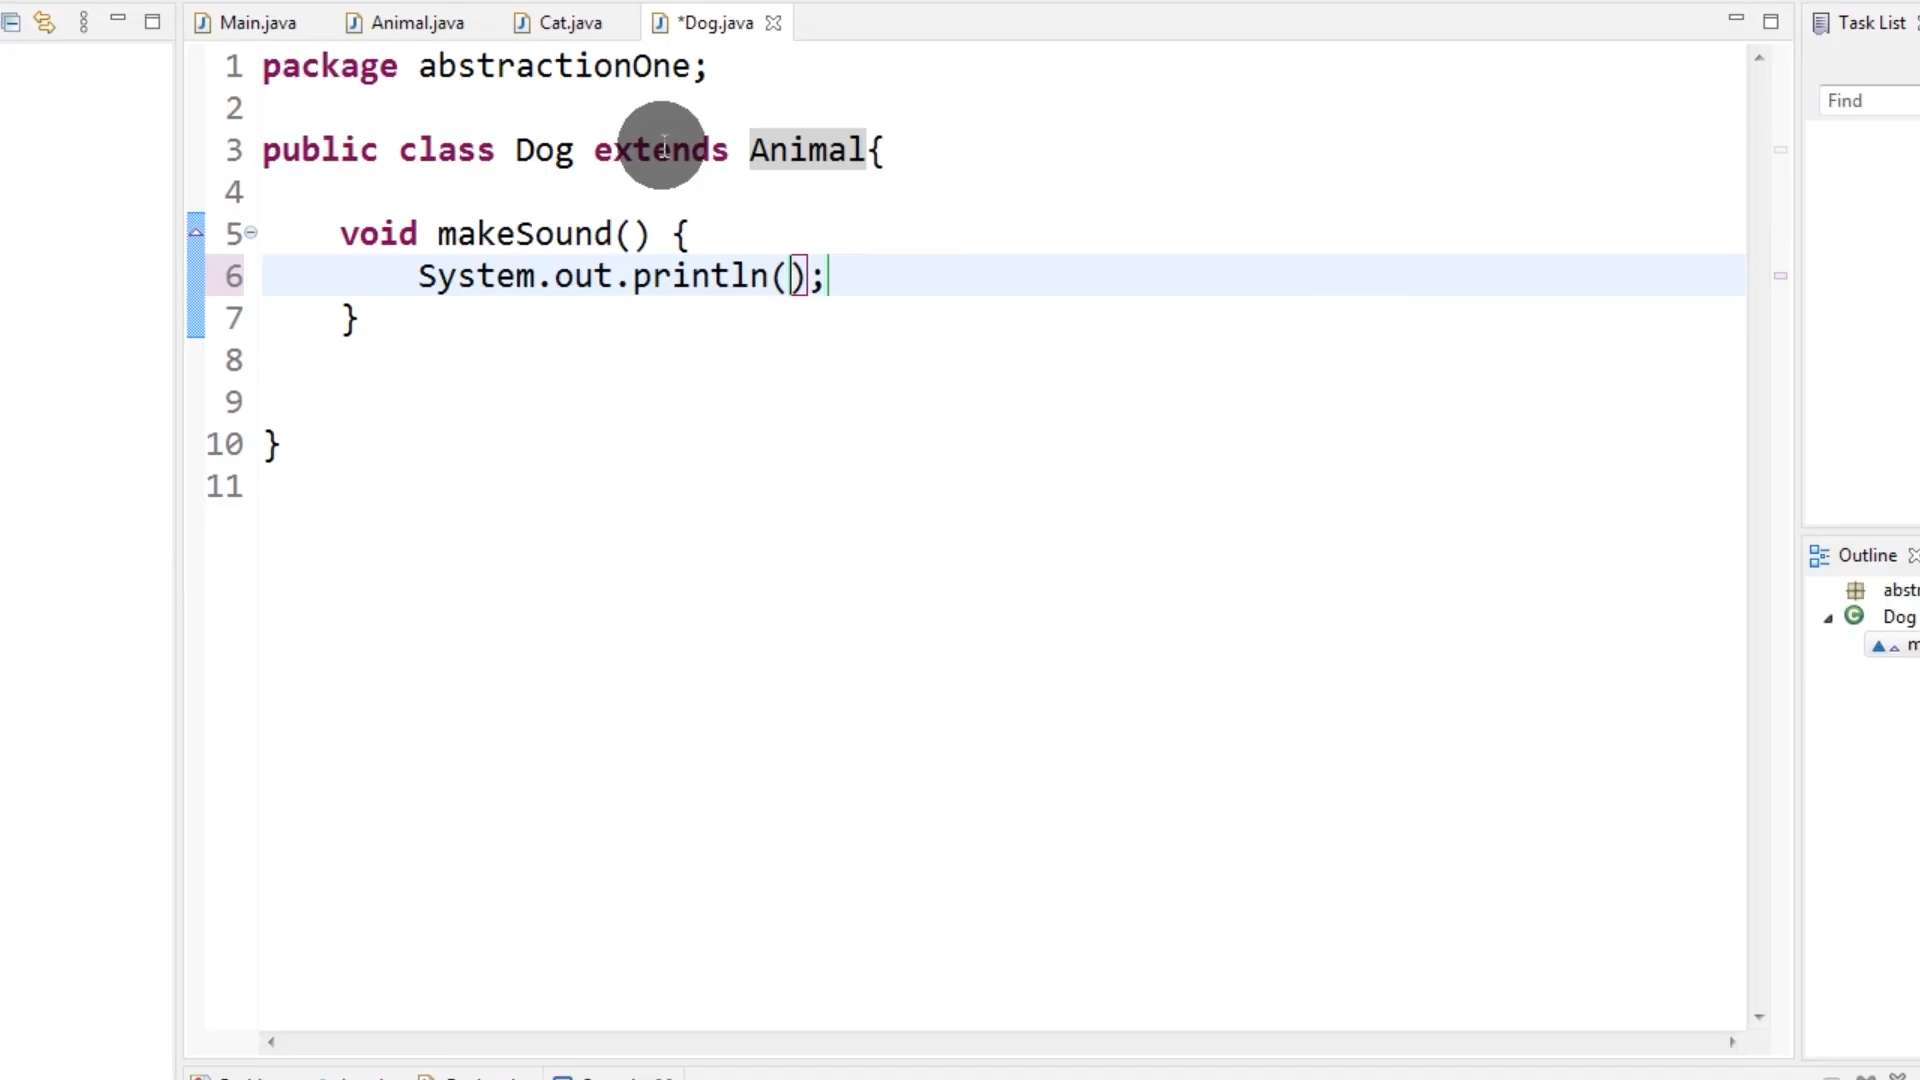 Main.java Animal.java Cat.java *Dog.java Task List
Find
1 package abstractionOne;
2
3 public class Dog extends Animal{
4
5 void makeSound() {
6 System.out.println();
7 }
8
9
10 }
11
Outline
Dog